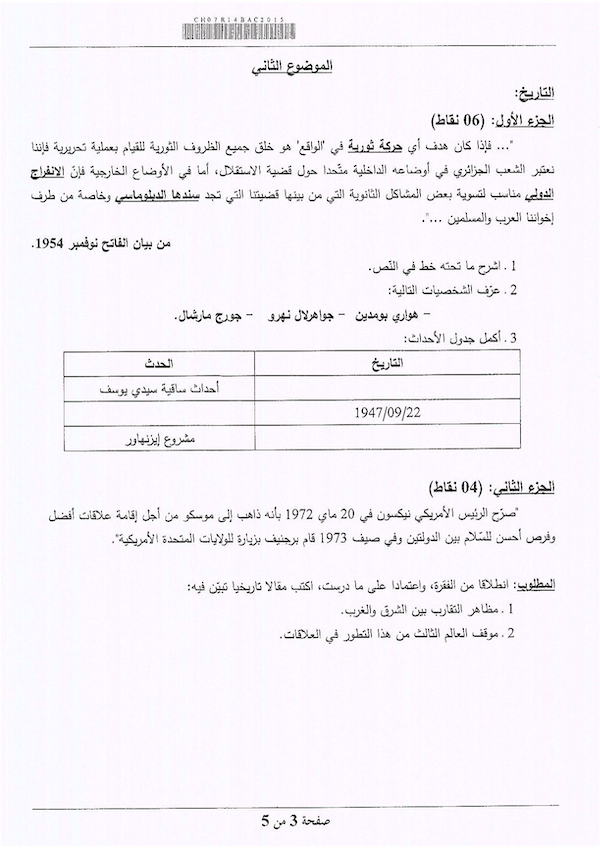 CH07R14BAC2015
الموضوع الثاني
التاريخ:
الجزء الأول: (06 نقاط)
"... فإذا كان هدف أي حركة ثورية في 'الواقع' هو خلق جميع الظروف الثورية للقيام بعملية تحريرية فإننا
نعتبر الشعب الجزائري في أوضاعه الداخلية متّحدا حول قضية الاستقلال، أما في الأوضاع الخارجية فإنّ الانفراج
الدولي مناسب لتسوية بعض المشاكل الثانوية التي من بينها قضيتنا التي تجد سندها الدبلوماسي وخاصة من طرف
إخواننا العرب والمسلمين ...".
من بيان الفاتح نوفمبر 1954.
1 . اشرح ما تحته خط في النّص.
2 . عرّف الشخصيات التالية:
– هواري بومدين – جواهرلال نهرو – جورج مارشال.
3 . أكمل جدول الأحداث:
التاريخ الحدث
أحداث ساقية سيدي يوسف
1947/09/22
مشروع إيزنهاور
الجزء الثاني: (04 نقاط)
"صرّح الرئيس الأمريكي نيكسون في 20 ماي 1972 بأنه ذاهب إلى موسكو من أجل إقامة علاقات أفضل
وفرص أحسن للسّلام بين الدولتين وفي صيف 1973 قام برجنيف بزيارة للولايات المتحدة الأمريكية".
المطلوب: انطلاقا من الفقرة، واعتمادا على ما درست، اكتب مقالا تاريخيا تبيّن فيه:
1 . مظاهر التقارب بين الشرق والغرب.
2 . موقف العالم الثالث من هذا التطور في العلاقات.
صفحة 3 من 5